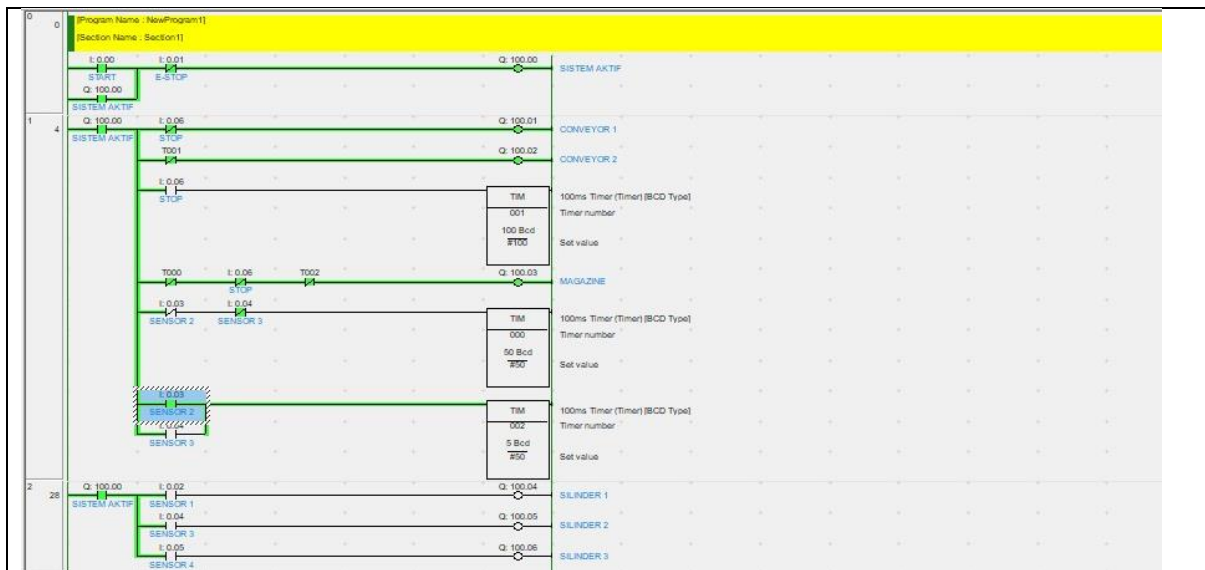 0 0 [Program Name : NewProgram1]
[Section Name : Section1]
I: 0.00 I: 0.01 Q: 100.00
START E-STOP SISTEM AKTIF
Q: 100.00
SISTEM AKTIF
1 4 Q: 100.00 I: 0.06 Q: 100.01
SISTEM AKTIF STOP CONVEYOR 1
T001 Q: 100.02
CONVEYOR 2
I: 0.06
STOP TIM 100ms Timer (Timer) [BCD Type]
001 Timer number
100 Bcd
#100 Set value
T000 I: 0.06 T002 Q: 100.03
STOP MAGAZINE
I: 0.03 I: 0.04
SENSOR 2 SENSOR 3 TIM 100ms Timer (Timer) [BCD Type]
000 Timer number
50 Bcd
#50 Set value
I: 0.03
SENSOR 2 TIM 100ms Timer (Timer) [BCD Type]
I: 0.04 002 Timer number
SENSOR 3
5 Bcd
#50 Set value
2 28 Q: 100.00 I: 0.02 Q: 100.04
SISTEM AKTIF SENSOR 1 SILINDER 1
I: 0.04 Q: 100.05
SENSOR 3 SILINDER 2
I: 0.05 Q: 100.06
SENSOR 4 SILINDER 3